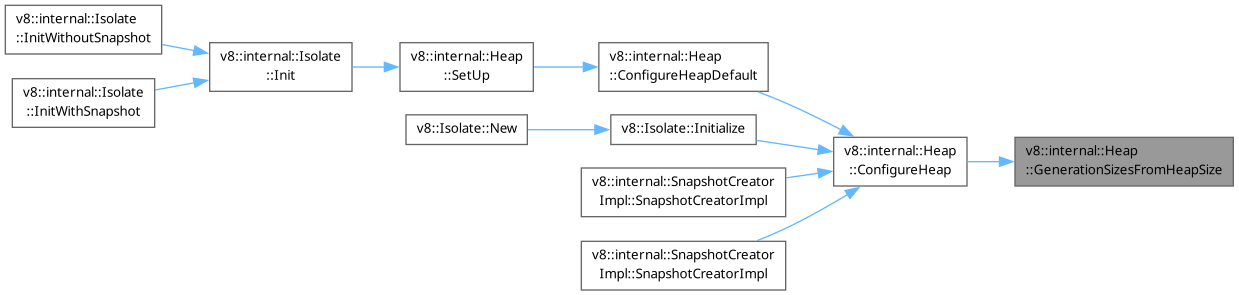 v8::internal::Isolate
::InitWithoutSnapshot
v8::internal::Isolate
::InitWithSnapshot
v8::internal::Isolate
::Init
v8::internal::Heap
::SetUp
v8::internal::Heap
::ConfigureHeapDefault
v8::Isolate::New
v8::Isolate::Initialize
v8::internal::SnapshotCreator
Impl::SnapshotCreatorImpl
v8::internal::SnapshotCreator
Impl::SnapshotCreatorImpl
v8::internal::Heap
::ConfigureHeap
v8::internal::Heap
::GenerationSizesFromHeapSize